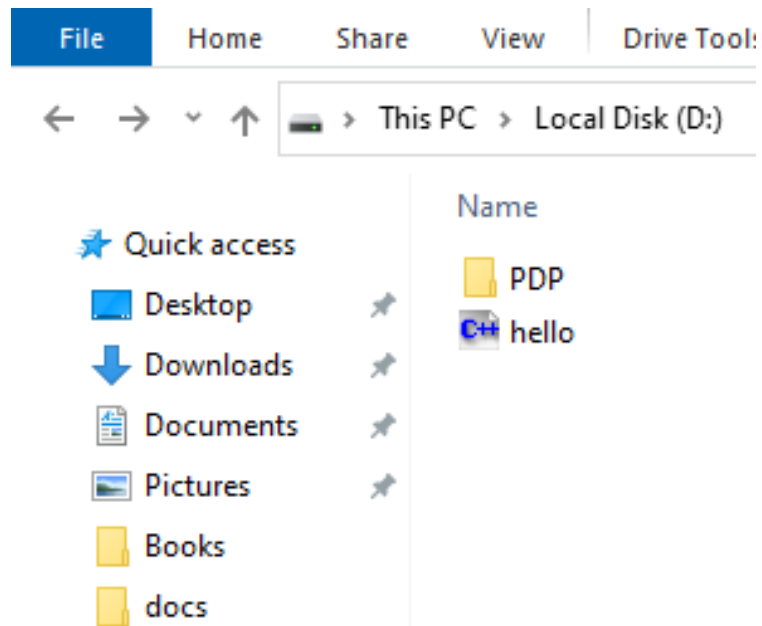 File Home Share View Drive Tools
This PC > Local Disk (D:)
Name
Quick access
Desktop
Downloads
Documents
Pictures
Books
docs
PDP
C++ hello